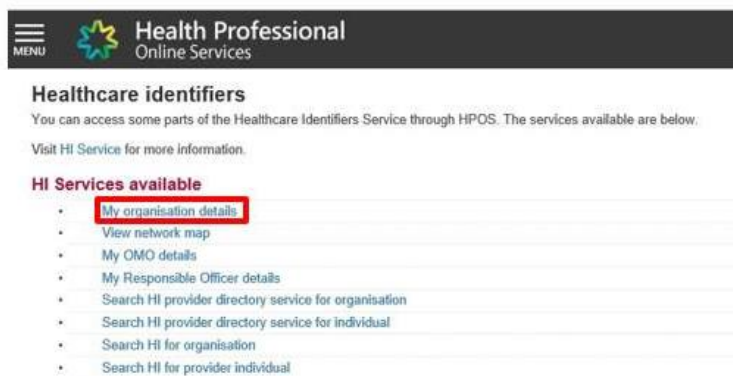 MENU
Health Professional
Online Services
Healthcare identifiers
You can access some parts of the Healthcare Identifiers Service through HPOS. The services available are below.
Visit HI Service for more information.
HI Services available
• My organisation details
• View network map
• My OMO details
• My Responsible Officer details
• Search HI provider directory service for organisation
• Search HI provider directory service for individual
• Search HI for organisation
• Search HI for provider individual